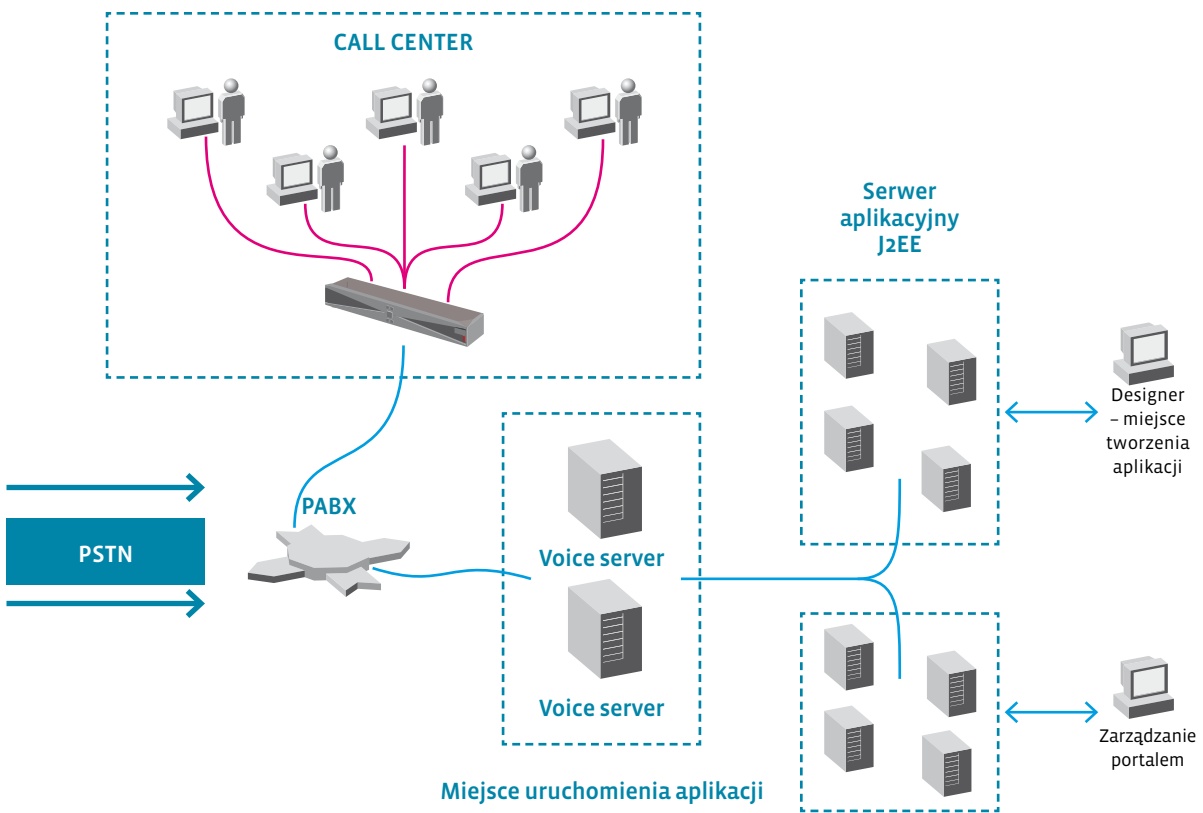 CALL CENTER
Serwer
aplikacyjny
J2EE
Designer
– miejsce
tworzenia
aplikacji
PABX
PSTN
Voice server
Voice server
Zarządzanie
portalem
Miejsce uruchomienia aplikacji